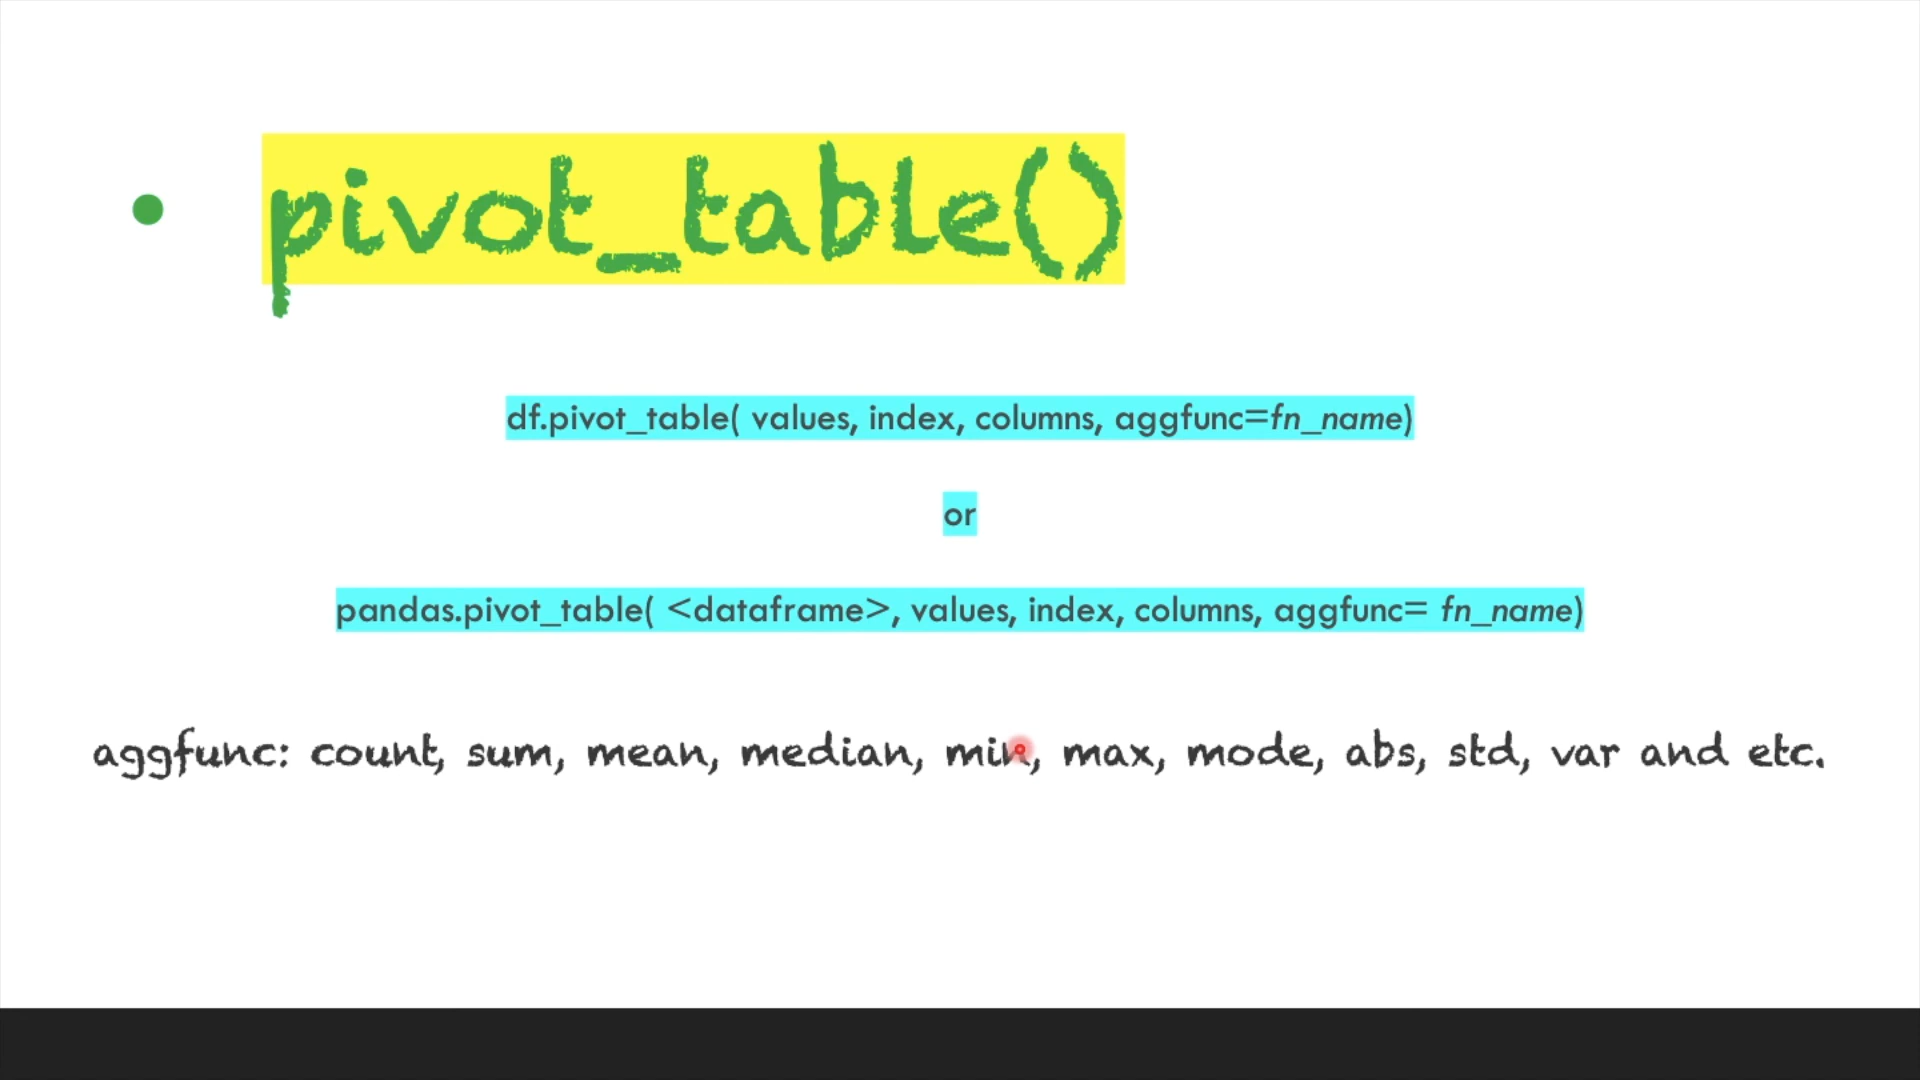 • pivot_table()
df.pivot_table( values, index, columns, aggfunc=fn_name)
or
pandas.pivot_table( <dataframe>, values, index, columns, aggfunc= fn_name)
aggfunc: count, sum, mean, median, min, max, mode, abs, std, var and etc.